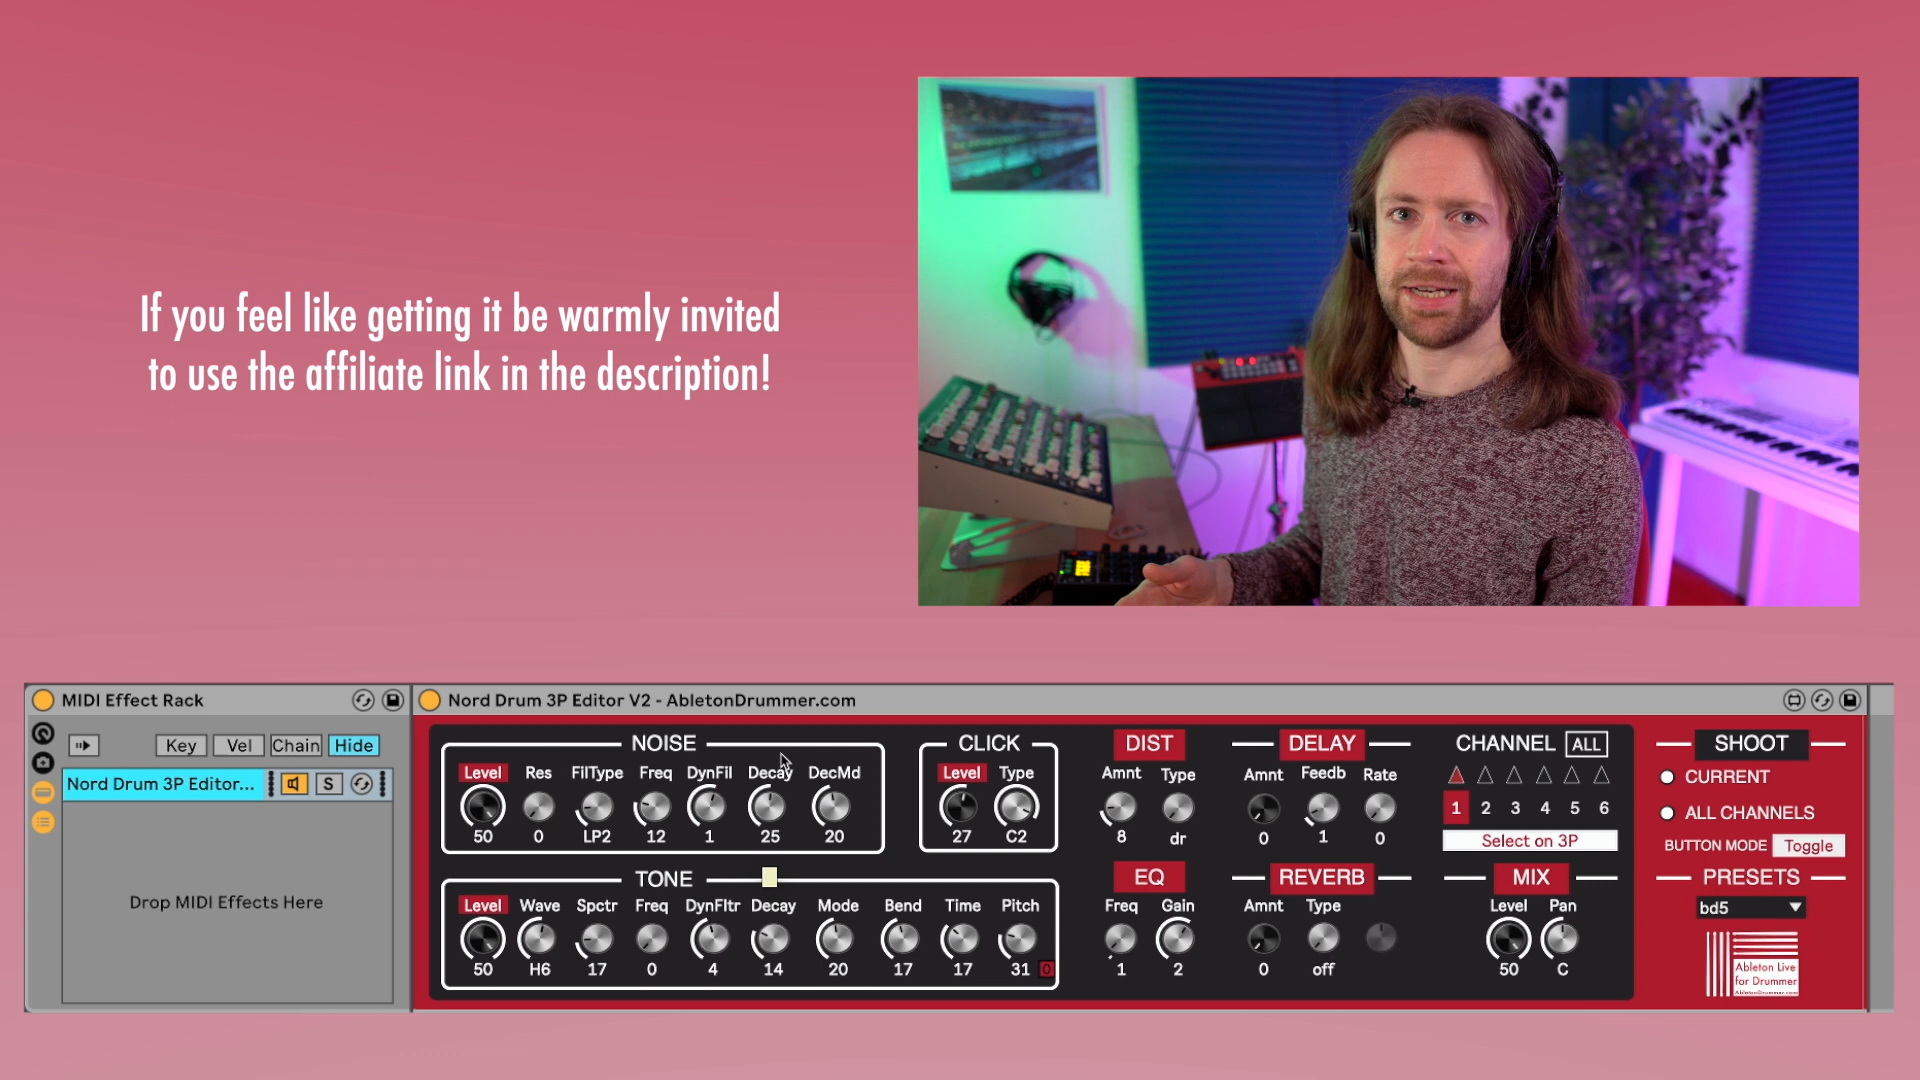 If you feel like getting it be warmly invited
to use the affiliate link in the description!
MIDI Effect Rack
Key Vel Chain Hide
Nord Drum 3P Editor... S
Drop MIDI Effects Here
Nord Drum 3P Editor V2 - AbletonDrummer.com
NOISE
Level Res FilType Freq DynFil Decay DecMd
50 0 LP2 12 1 25 20
CLICK
Level Type
27 C2
TONE
Level Wave Spctr Freq DynFltr Decay Mode Bend Time Pitch
50 H6 17 0 4 14 20 17 17 31 0
DIST
Amnt Type
8 dr
EQ
Freq Gain
1 2
DELAY
Amnt Feedb Rate
0 1 0
REVERB
Amnt Type
0 off
CHANNEL ALL
1 2 3 4 5 6
Select on 3P
MIX
Level Pan
50 C
SHOOT
CURRENT
ALL CHANNELS
BUTTON MODE Toggle
PRESETS
bd5
Ableton Live
for Drummer
AbletonDrummer.com